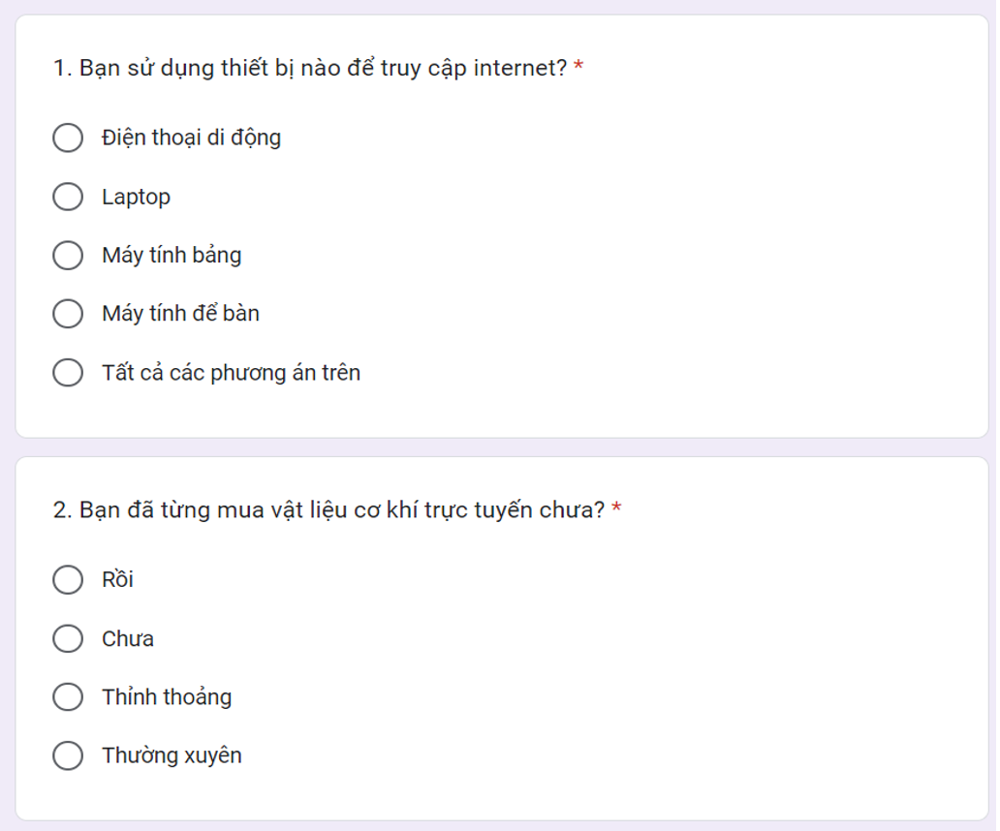 1. Bạn sử dụng thiết bị nào để truy cập internet? *
Điện thoại di động
Laptop
Máy tính bảng
Máy tính để bàn
Tất cả các phương án trên
2. Bạn đã từng mua vật liệu cơ khí trực tuyến chưa? *
Rồi
Chưa
Thỉnh thoảng
Thường xuyên